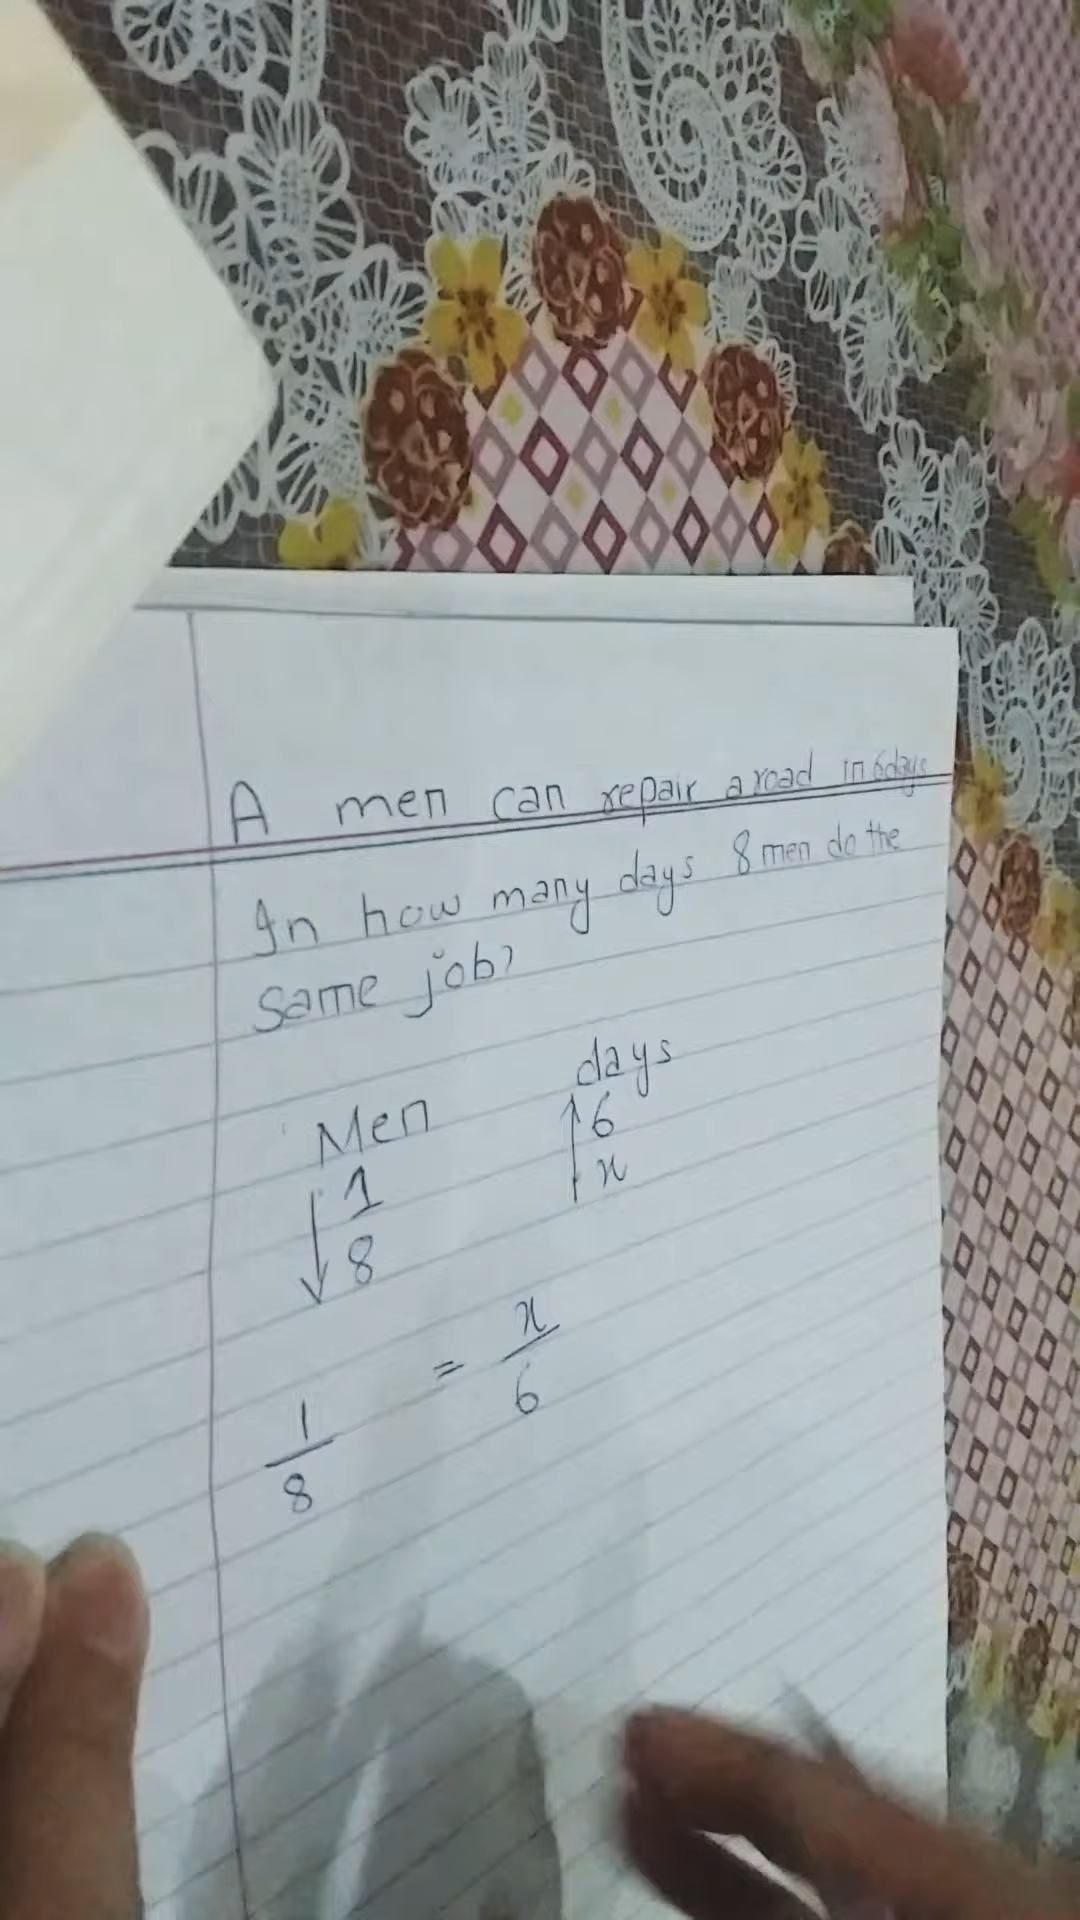 A men can repair a road in 6 days
In how many days 8 men do the
same job?
Men days
1 6
8 x
1/8 = x/6